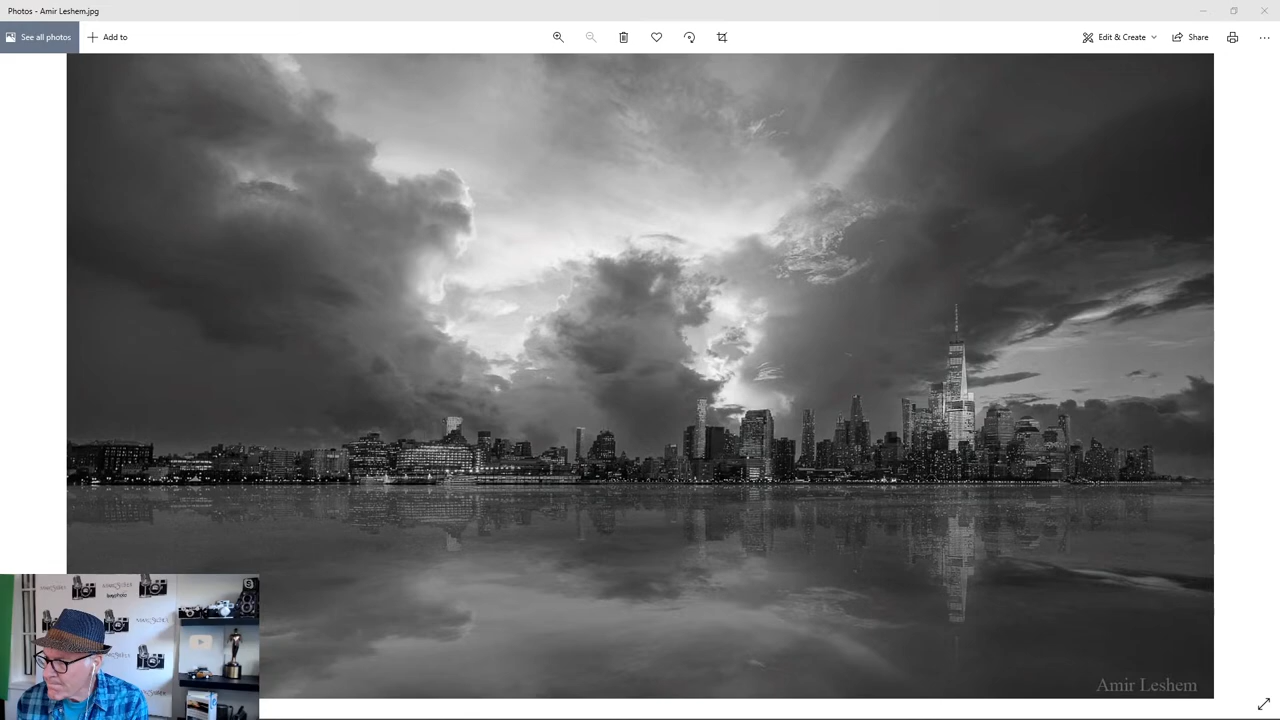 Photos - Amir Leshem.jpg
See all photos
Add to
Edit & Create
Share
Amir Leshem